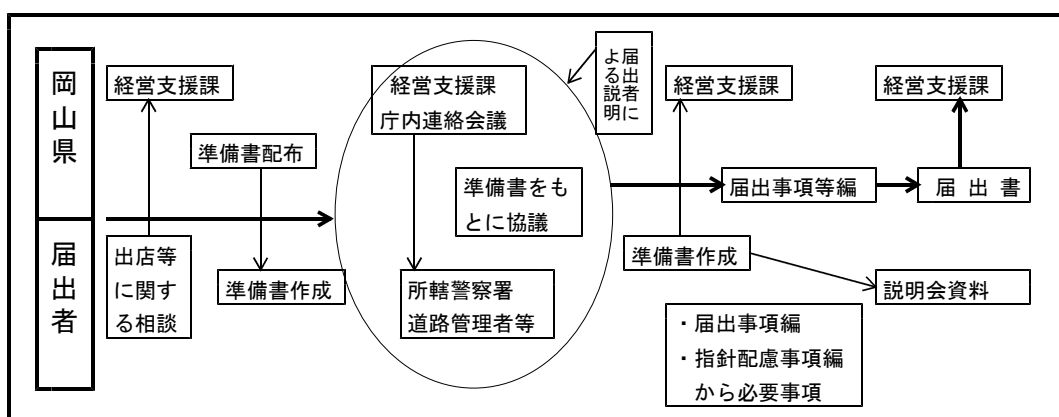 岡山県
届出者
経営支援課
準備書配布
出店等
に関す
る相談
準備書作成
経営支援課
庁内連絡会議
準備書をも
とに協議
所轄警察署
道路管理者等
届出者に
よる説明
経営支援課
届出事項等編
準備書作成
・届出事項編
・指針配慮事項編
から必要事項
経営支援課
届出書
説明会資料